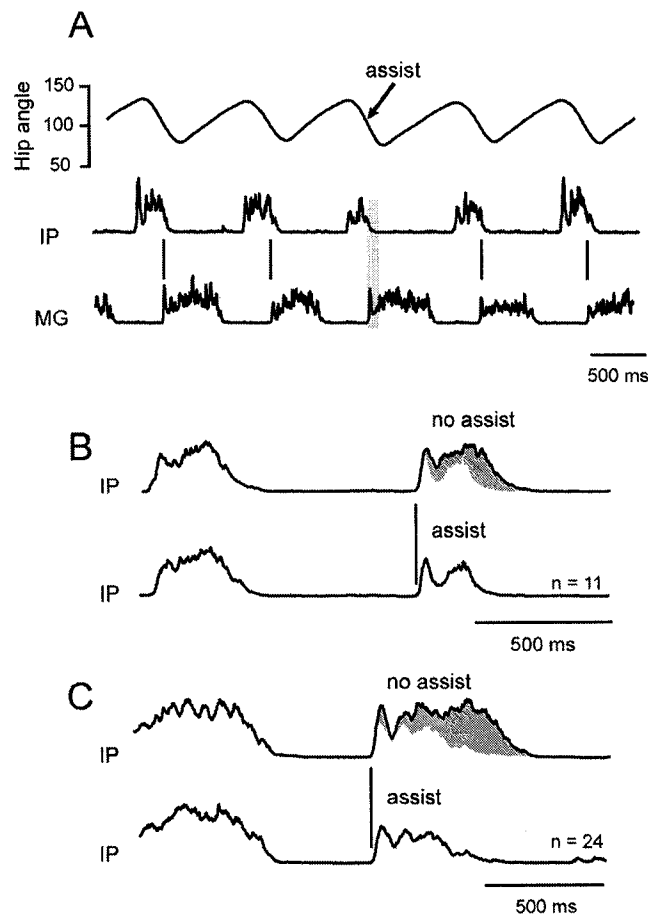 A
assist
Hip angle
150
100
50
IP
MG
500 ms
B
no assist
IP
assist
IP
n = 11
500 ms
C
no assist
IP
assist
IP
n = 24
500 ms